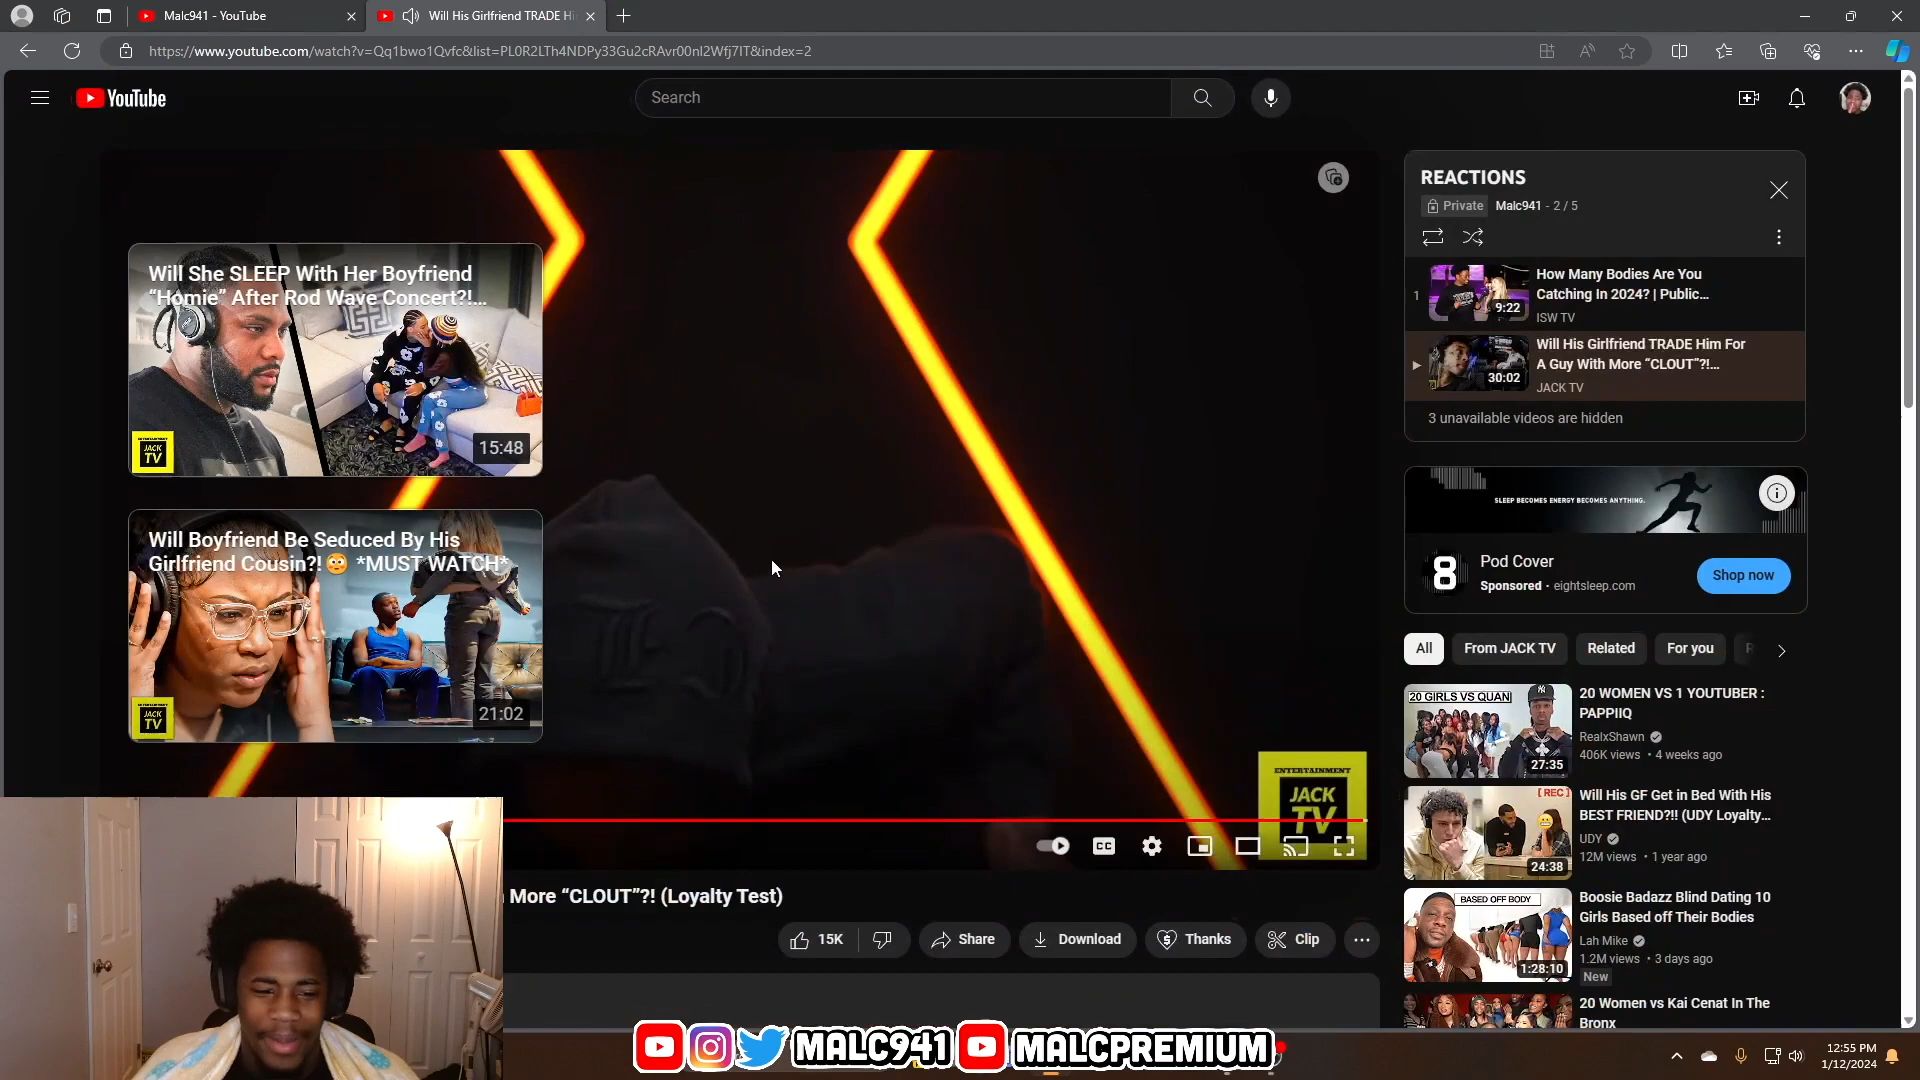 Malc941 - YouTube
Will His Girlfriend TRADE Hi
https://www.youtube.com/watch?v=Qq1bwo1Qvfc&list=PL0R2LTh4NDPy33Gu2cRAvr00nl2Wfj7IT&index=2
YouTube
Search
Will She SLEEP With Her Boyfriend
“Homie” After Rod Wave Concert?!...
ENTERTAINMENT
JACK
TV
15:48
Will Boyfriend Be Seduced By His
Girlfriend Cousin?!😳 *MUST WATCH*
ENTERTAINMENT
JACK
TV
21:02
ENTERTAINMENT
JACK
TV
CC
More “CLOUT”?! (Loyalty Test)
15K
Share
Download
Thanks
Clip
REACTIONS
Private
Malc941 - 2 / 5
1
9:22
How Many Bodies Are You
Catching In 2024? | Public...
ISW TV
30:02
Will His Girlfriend TRADE Him For
A Guy With More “CLOUT”?!...
JACK TV
3 unavailable videos are hidden
SLEEP BECOMES ENERGY BECOMES ANYTHING.
8
Pod Cover
Sponsored · eightsleep.com
Shop now
All
From JACK TV
Related
For you
20 GIRLS VS QUAN
27:35
20 WOMEN VS 1 YOUTUBER :
PAPPIIQ
RealxShawn
406K views · 4 weeks ago
[ REC ]
24:38
Will His GF Get in Bed With His
BEST FRIEND?!! (UDY Loyalty...
UDY
12M views · 1 year ago
BASED OFF BODY
1:28:10
Boosie Badazz Blind Dating 10
Girls Based off Their Bodies
Lah Mike
1.2M views · 3 days ago
New
20 Women vs Kai Cenat In The
Bronx
MALC941
MALCPREMIUM
12:55 PM
1/12/2024